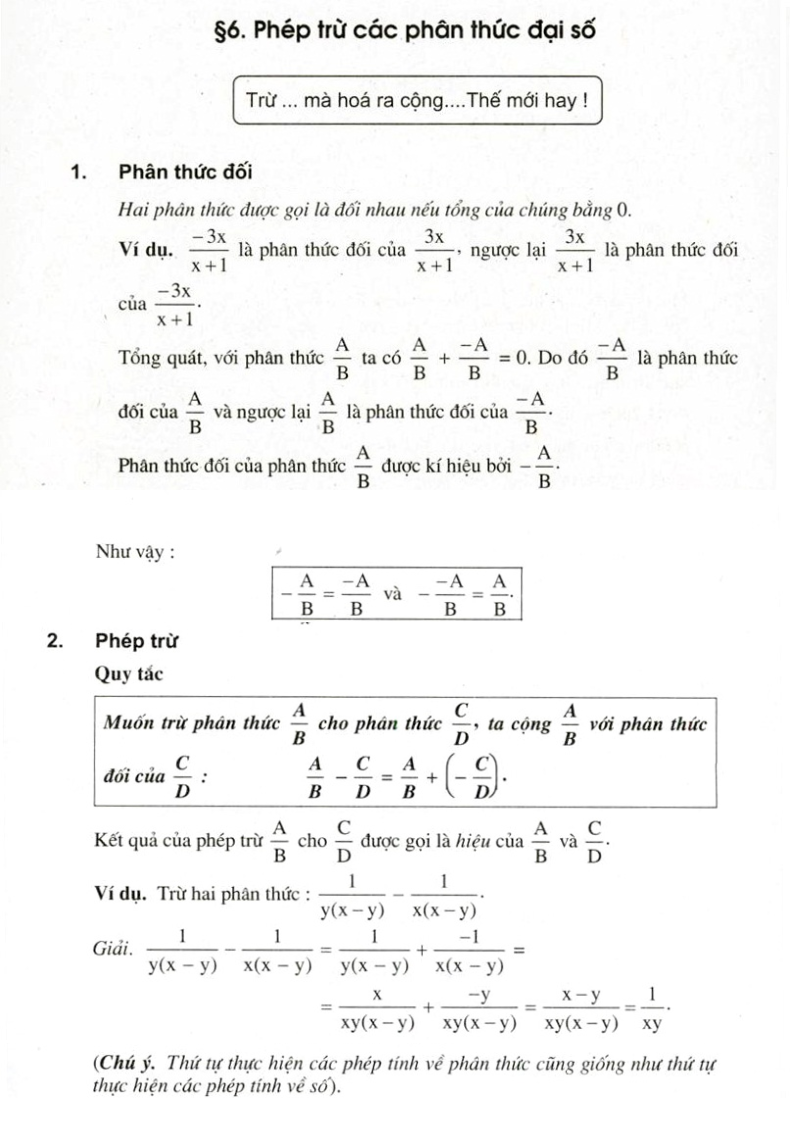 §6. Phép trừ các phân thức đại số
Trừ ... mà hoá ra cộng....Thế mới hay !
1. Phân thức đối
Hai phân thức được gọi là đối nhau nếu tổng của chúng bằng 0.
Ví dụ. \frac{-3x}{x+1} là phân thức đối của \frac{3x}{x+1}, ngược lại \frac{3x}{x+1} là phân thức đối
của \frac{-3x}{x+1}.
Tổng quát, với phân thức \frac{A}{B} ta có \frac{A}{B} + \frac{-A}{B} = 0. Do đó \frac{-A}{B} là phân thức
đối của \frac{A}{B} và ngược lại \frac{A}{B} là phân thức đối của \frac{-A}{B}.
Phân thức đối của phân thức \frac{A}{B} được kí hiệu bởi -\frac{A}{B}.
Như vậy :
-\frac{A}{B} = \frac{-A}{B} và -\frac{-A}{B} = \frac{A}{B}.
2. Phép trừ
Quy tắc
Muốn trừ phân thức \frac{A}{B} cho phân thức \frac{C}{D}, ta cộng \frac{A}{B} với phân thức
đối của \frac{C}{D} : \frac{A}{B} - \frac{C}{D} = \frac{A}{B} + \left(-\frac{C}{D}\right).
Kết quả của phép trừ \frac{A}{B} cho \frac{C}{D} được gọi là hiệu của \frac{A}{B} và \frac{C}{D}.
Ví dụ. Trừ hai phân thức : \frac{1}{y(x-y)} - \frac{1}{x(x-y)}.
Giải. \frac{1}{y(x-y)} - \frac{1}{x(x-y)} = \frac{1}{y(x-y)} + \frac{-1}{x(x-y)} =
= \frac{x}{xy(x-y)} + \frac{-y}{xy(x-y)} = \frac{x-y}{xy(x-y)} = \frac{1}{xy}.
(Chú ý. Thứ tự thực hiện các phép tính về phân thức cũng giống như thứ tự
thực hiện các phép tính về số).